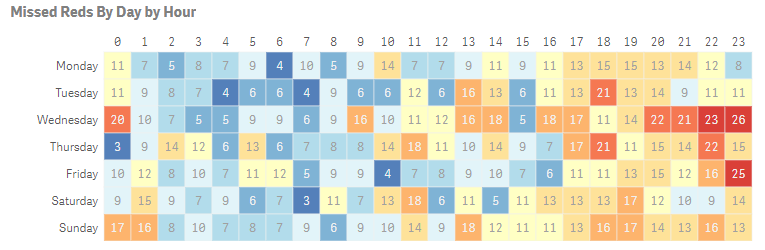 Missed Reds By Day by Hour
0 1 2 3 4 5 6 7 8 9 10 11 12 13 14 15 16 17 18 19 20 21 22 23
Monday 11 7 5 8 7 9 4 10 5 9 14 7 7 9 11 9 11 13 15 15 13 14 12 8
Tuesday 11 9 8 7 4 6 6 4 9 6 6 12 6 16 13 6 11 13 21 13 14 9 11 11
Wednesday 20 10 7 5 5 9 9 6 9 16 10 11 12 16 18 5 18 17 11 14 22 21 23 26
Thursday 3 9 14 12 6 13 6 7 8 8 14 18 11 10 14 9 7 17 21 11 15 14 22 15
Friday 10 12 8 10 7 11 12 5 9 9 4 7 8 9 10 7 6 11 11 13 15 12 16 25
Saturday 9 15 9 7 9 6 7 3 11 7 13 18 6 11 5 11 13 13 13 19 12 10 9 14
Sunday 17 16 8 10 7 8 7 9 6 9 10 14 9 18 12 11 11 13 16 17 14 13 16 13